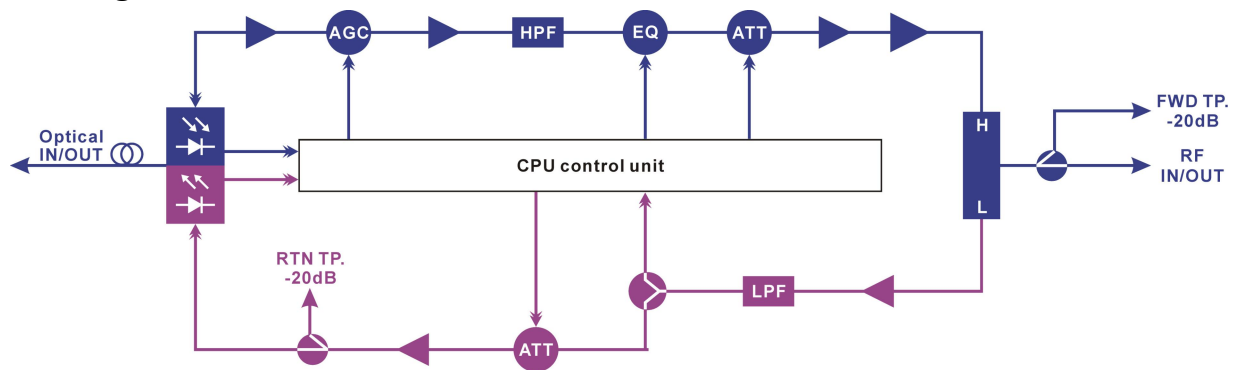 AGC
HPF
EQ
ATT
FWD TP.
-20dB
Optical
IN/OUT
H
CPU control unit
RF
IN/OUT
L
RTN TP.
-20dB
LPF
ATT